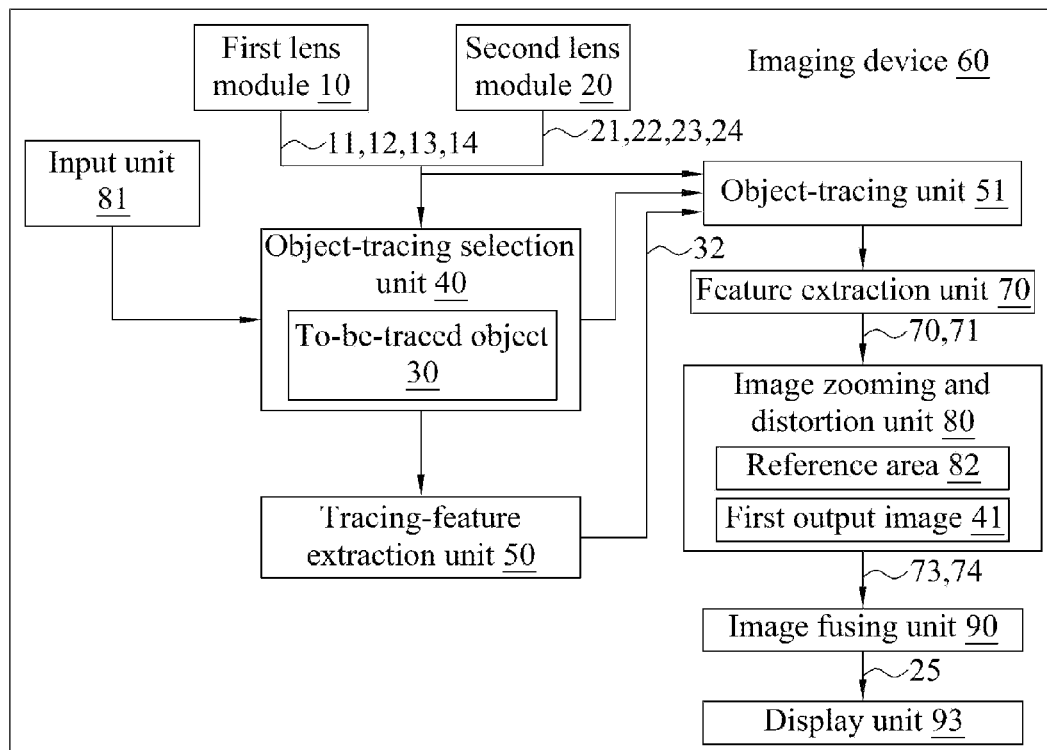 First lens
module 10
Second lens
module 20
Imaging device 60
11,12,13,14
21,22,23,24
Input unit
81
Object-tracing unit 51
Object-tracing selection
unit 40
To-be-traced object
30
32
Feature extraction unit 70
70,71
Image zooming and
distortion unit 80
Reference area 82
First output image 41
Tracing-feature
extraction unit 50
73,74
Image fusing unit 90
25
Display unit 93